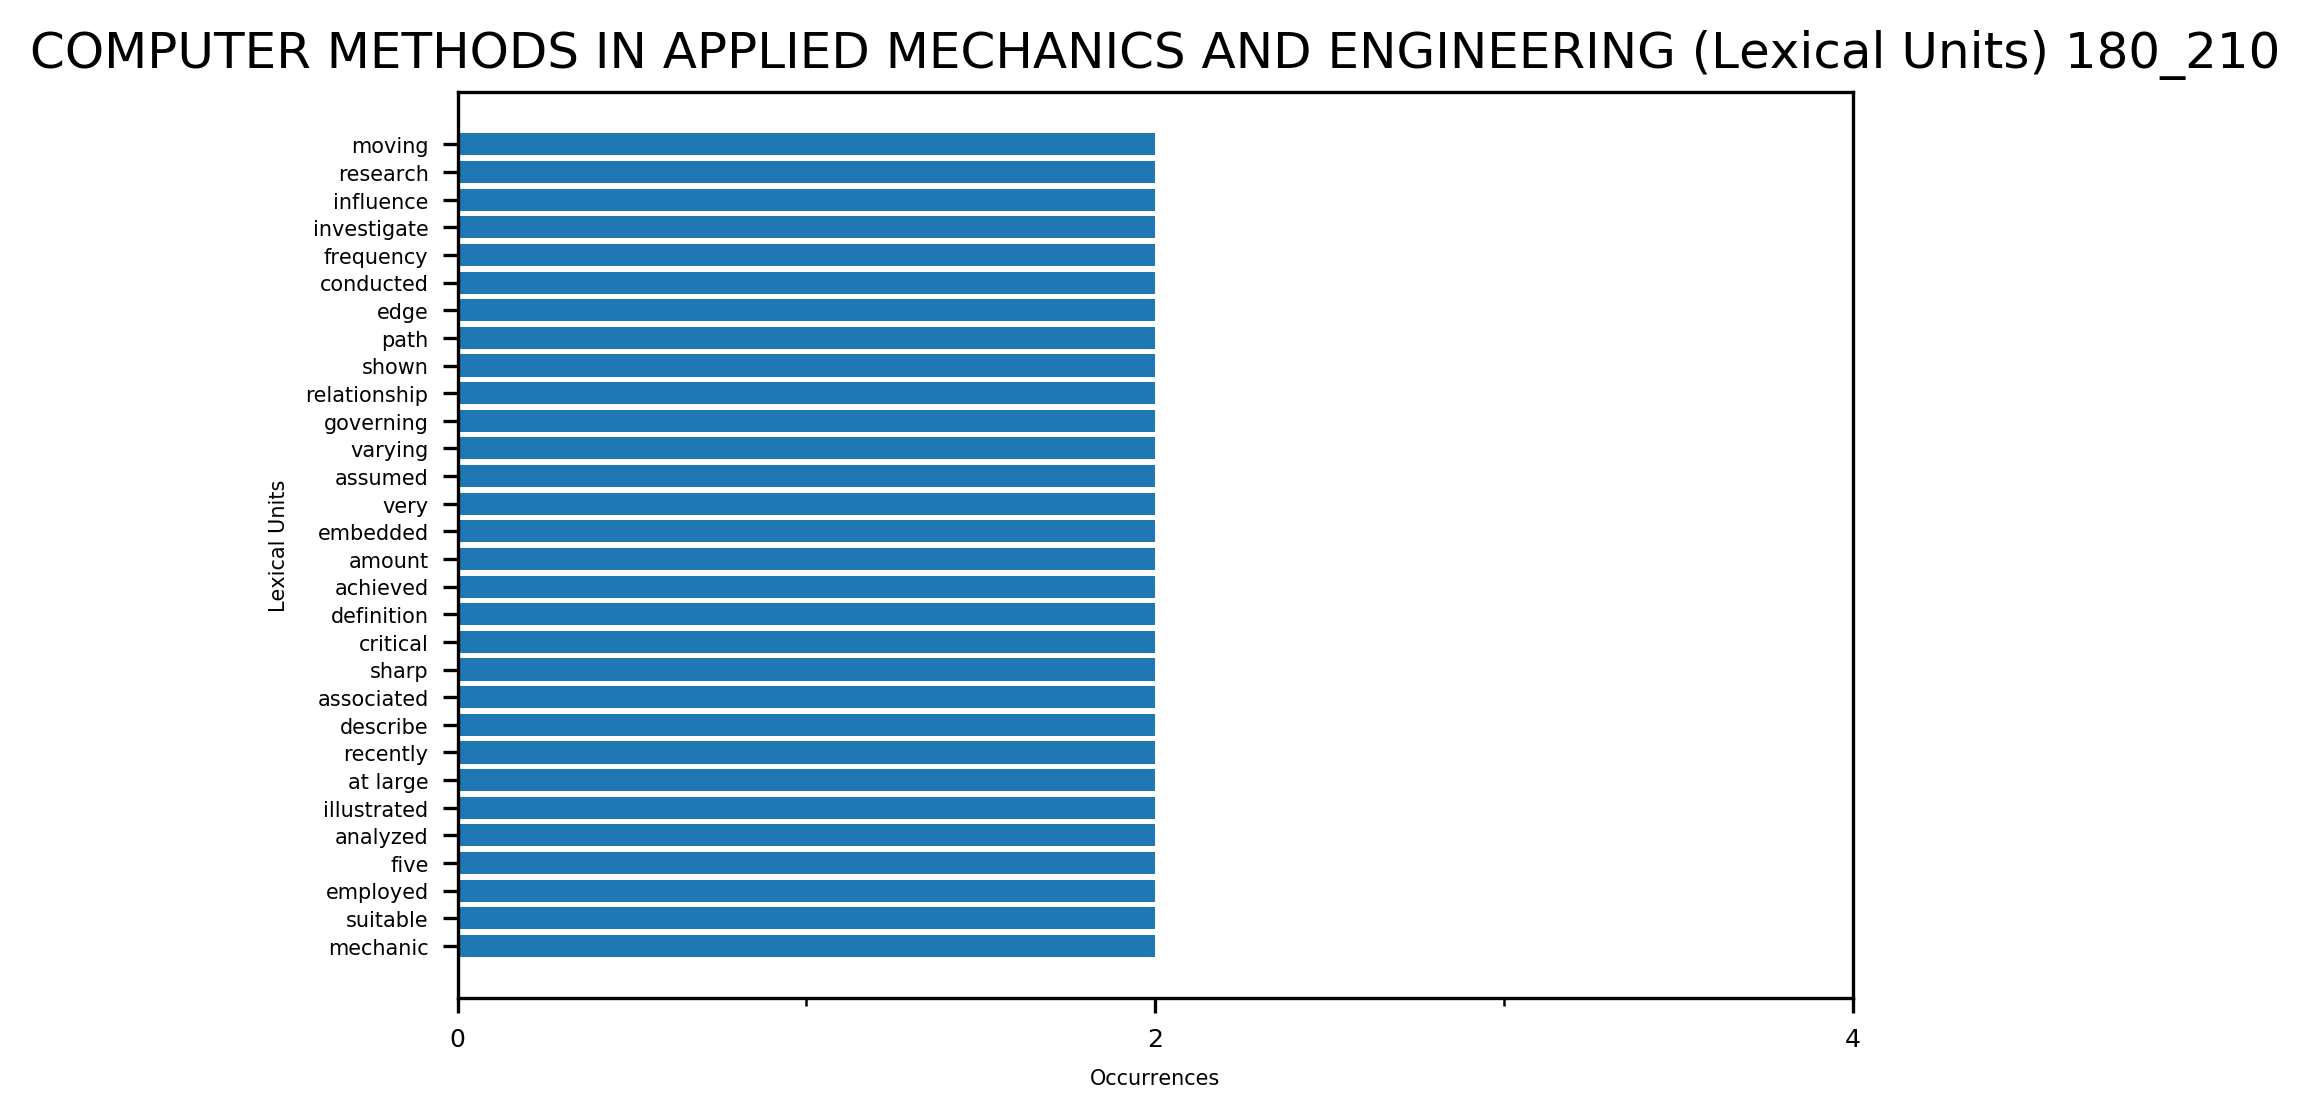 COMPUTER METHODS IN APPLIED MECHANICS AND ENGINEERING (Lexical Units) 180_210
moving
research
influence
investigate
frequency
conducted
edge
path
shown
relationship
governing
varying
assumed
very
embedded
amount
achieved
definition
critical
sharp
associated
describe
recently
at large
illustrated
analyzed
five
employed
suitable
mechanic
Lexical Units
0 2 4
Occurrences